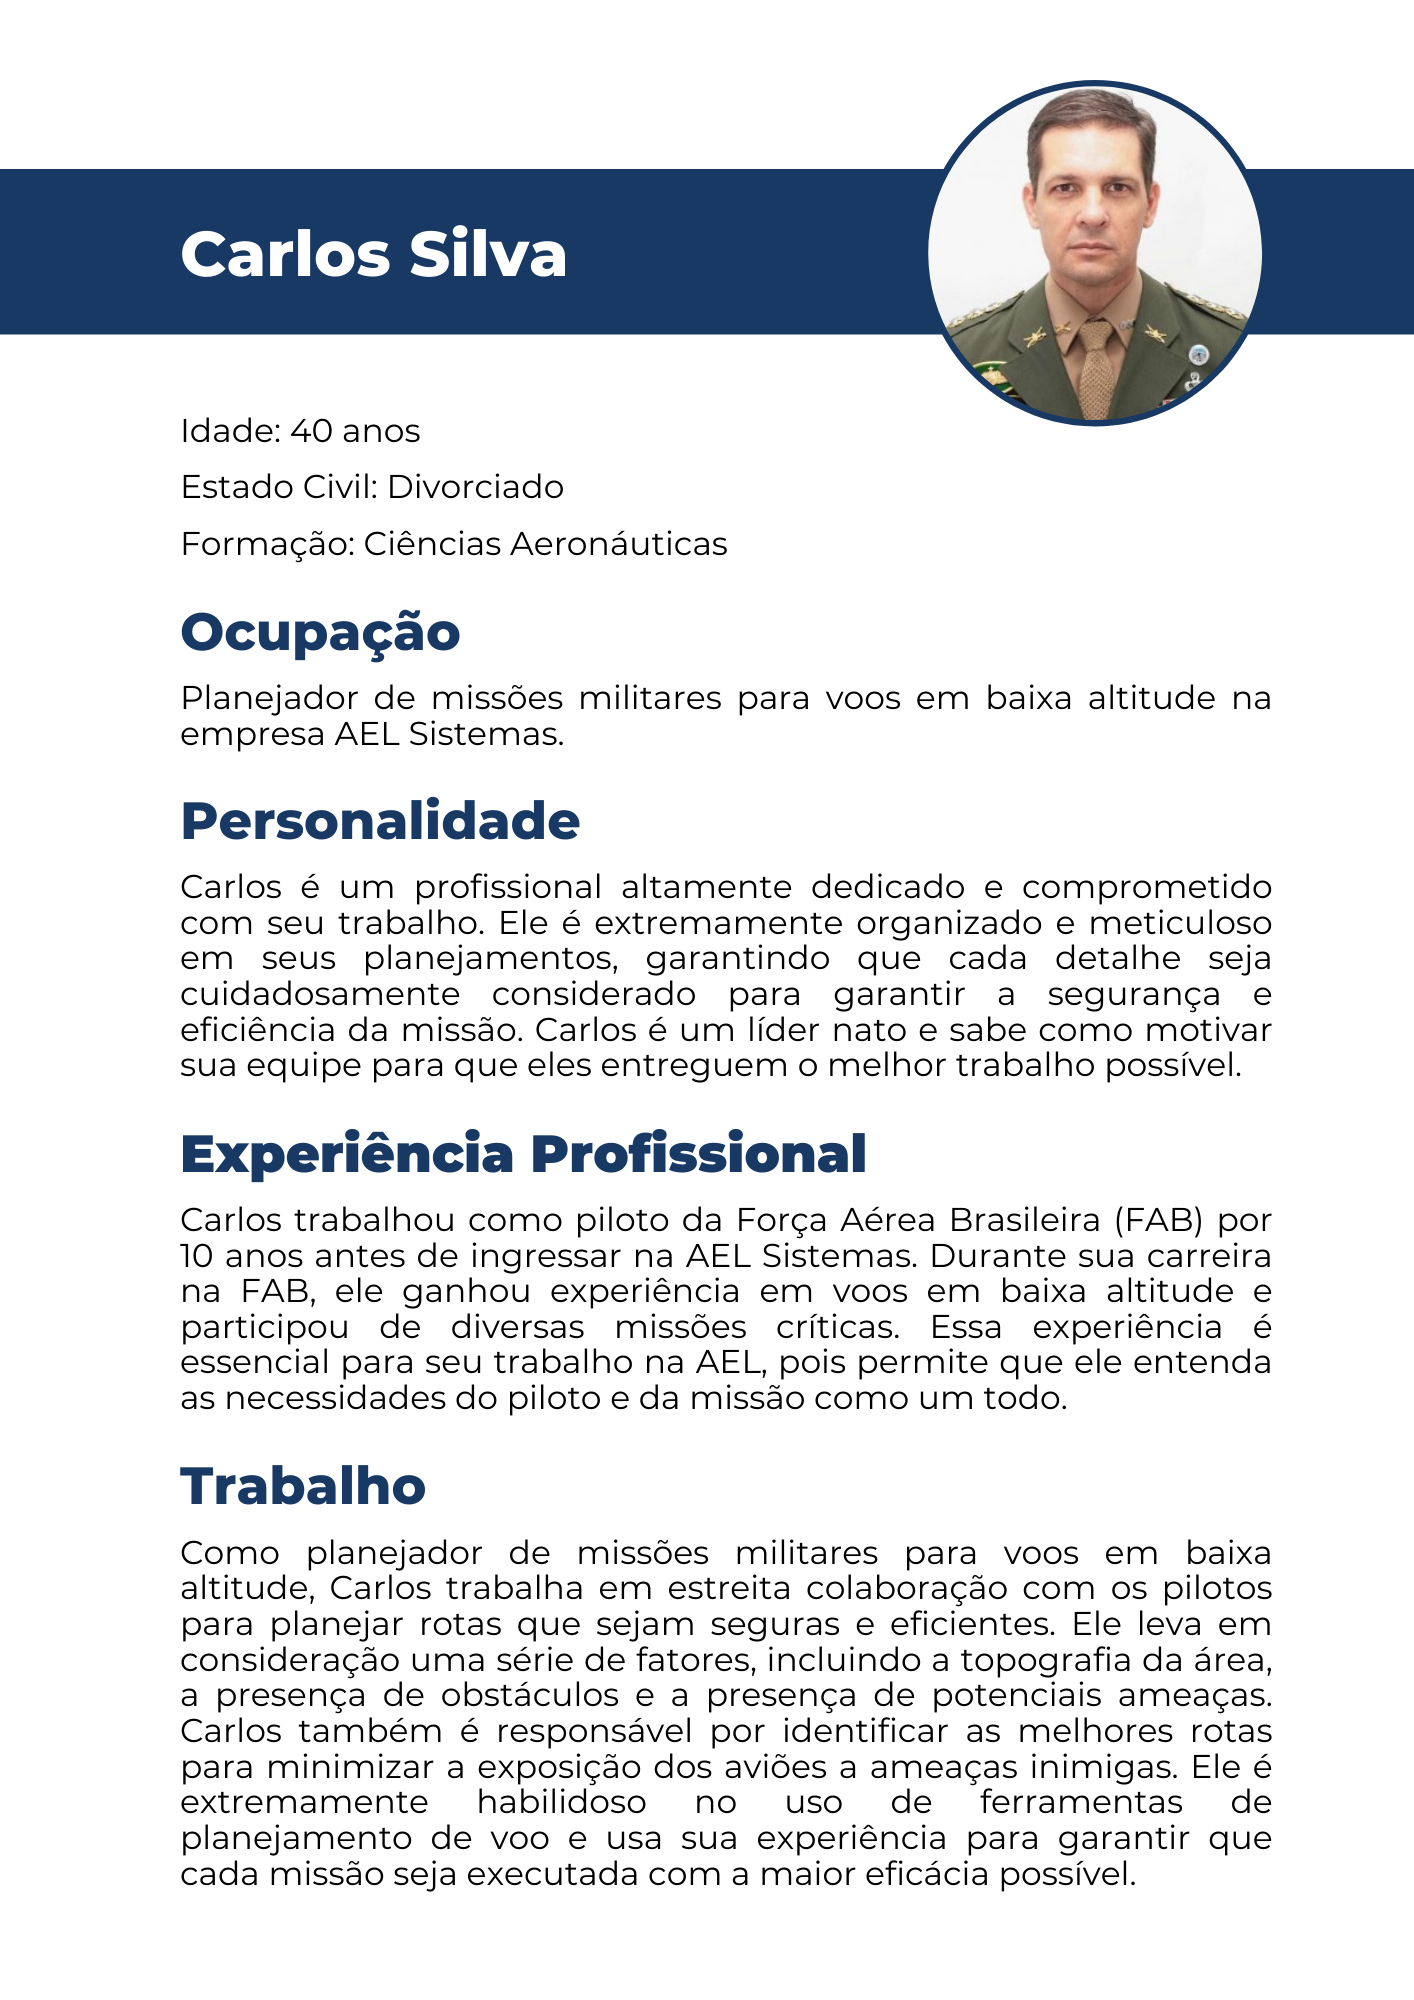 Carlos Silva
Idade: 40 anos
Estado Civil: Divorciado
Formação: Ciências Aeronáuticas
Ocupação
Planejador de missões militares para voos em baixa altitude na
empresa AEL Sistemas.
Personalidade
Carlos é um profissional altamente dedicado e comprometido
com seu trabalho. Ele é extremamente organizado e meticuloso
em seus planejamentos, garantindo que cada detalhe seja
cuidadosamente considerado para garantir a segurança e
eficiência da missão. Carlos é um líder nato e sabe como motivar
sua equipe para que eles entreguem o melhor trabalho possível.
Experiência Profissional
Carlos trabalhou como piloto da Força Aérea Brasileira (FAB) por
10 anos antes de ingressar na AEL Sistemas. Durante sua carreira
na FAB, ele ganhou experiência em voos em baixa altitude e
participou de diversas missões críticas. Essa experiência é
essencial para seu trabalho na AEL, pois permite que ele entenda
as necessidades do piloto e da missão como um todo.
Trabalho
Como planejador de missões militares para voos em baixa
altitude, Carlos trabalha em estreita colaboração com os pilotos
para planejar rotas que sejam seguras e eficientes. Ele leva em
consideração uma série de fatores, incluindo a topografia da área,
a presença de obstáculos e a presença de potenciais ameaças.
Carlos também é responsável por identificar as melhores rotas
para minimizar a exposição dos aviões a ameaças inimigas. Ele é
extremamente habilidoso no uso de ferramentas de
planejamento de voo e usa sua experiência para garantir que
cada missão seja executada com a maior eficácia possível.